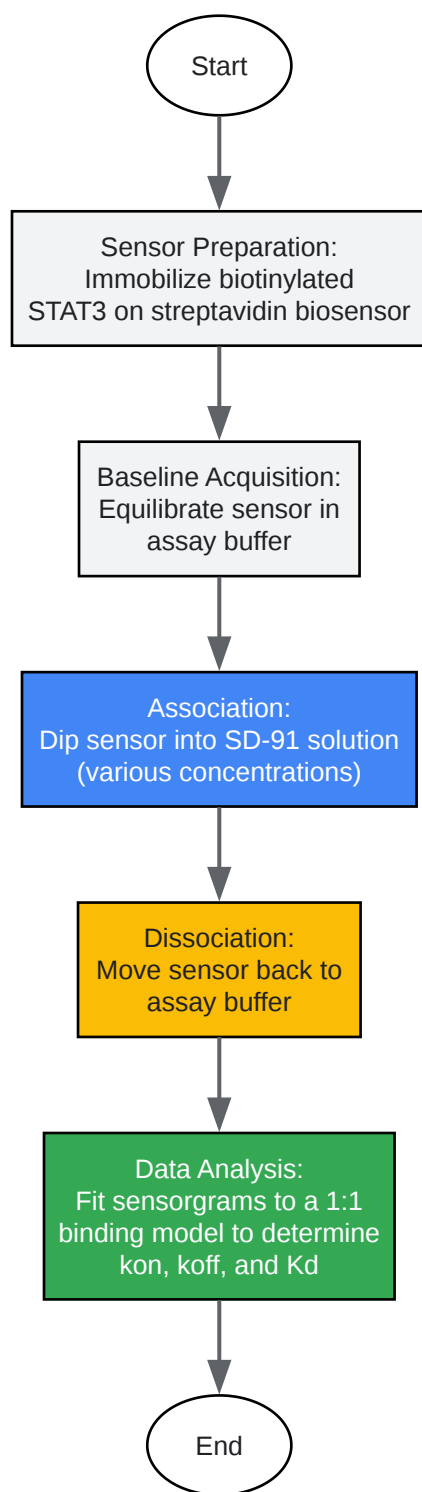 Start
Sensor Preparation:
Immobilize biotinylated
STAT3 on streptavidin biosensor
Baseline Acquisition:
Equilibrate sensor in
assay buffer
Association:
Dip sensor into SD-91 solution
(various concentrations)
Dissociation:
Move sensor back to
assay buffer
Data Analysis:
Fit sensorgrams to a 1:1
binding model to determine
kon, koff, and Kd
End